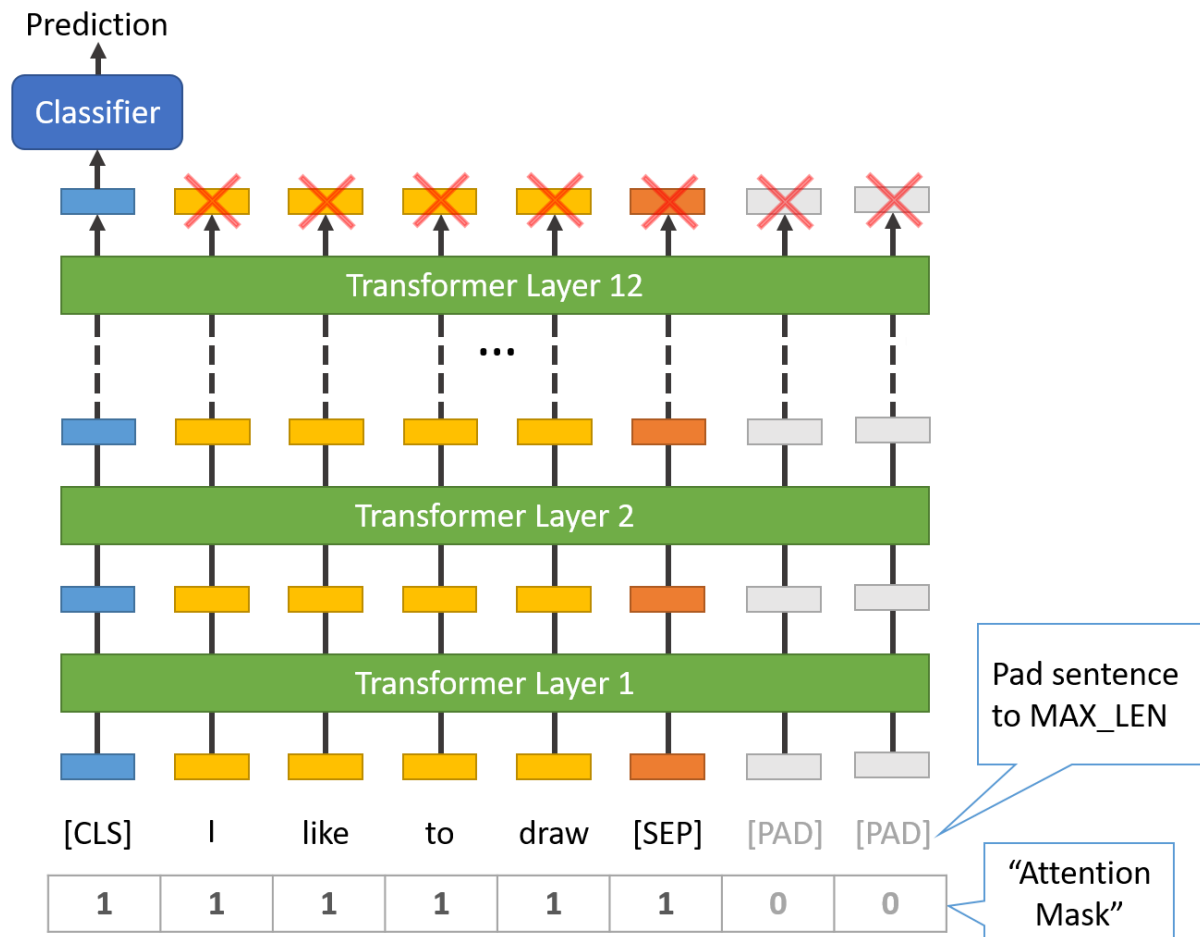 Prediction
Classifier
Transformer Layer 12
...
Transformer Layer 2
Transformer Layer 1
Pad sentence
to MAX_LEN
[CLS] I like to draw [SEP] [PAD] [PAD]
1 1 1 1 1 1 0 0
“Attention
Mask”